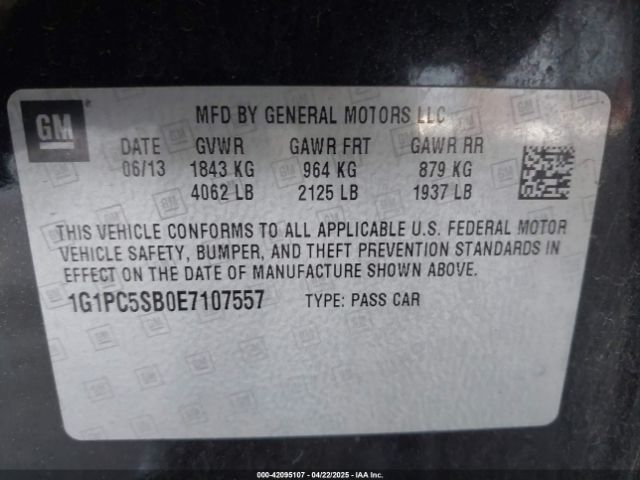 GM
MFD BY GENERAL MOTORS LLC
DATE GVWR GAWR FRT GAWR RR
06/13 1843 KG 964 KG 879 KG
4062 LB 2125 LB 1937 LB
THIS VEHICLE CONFORMS TO ALL APPLICABLE U.S. FEDERAL MOTOR
VEHICLE SAFETY, BUMPER, AND THEFT PREVENTION STANDARDS IN
EFFECT ON THE DATE OF MANUFACTURE SHOWN ABOVE.
1G1PC5SB0E7107557 TYPE: PASS CAR
000-42095107 - 04/22/2025 - IAA Inc.